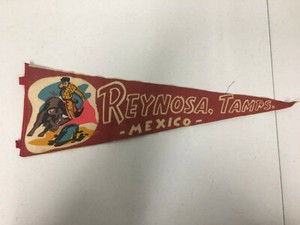 REYNOSA, TAMPS.
- MEXICO -